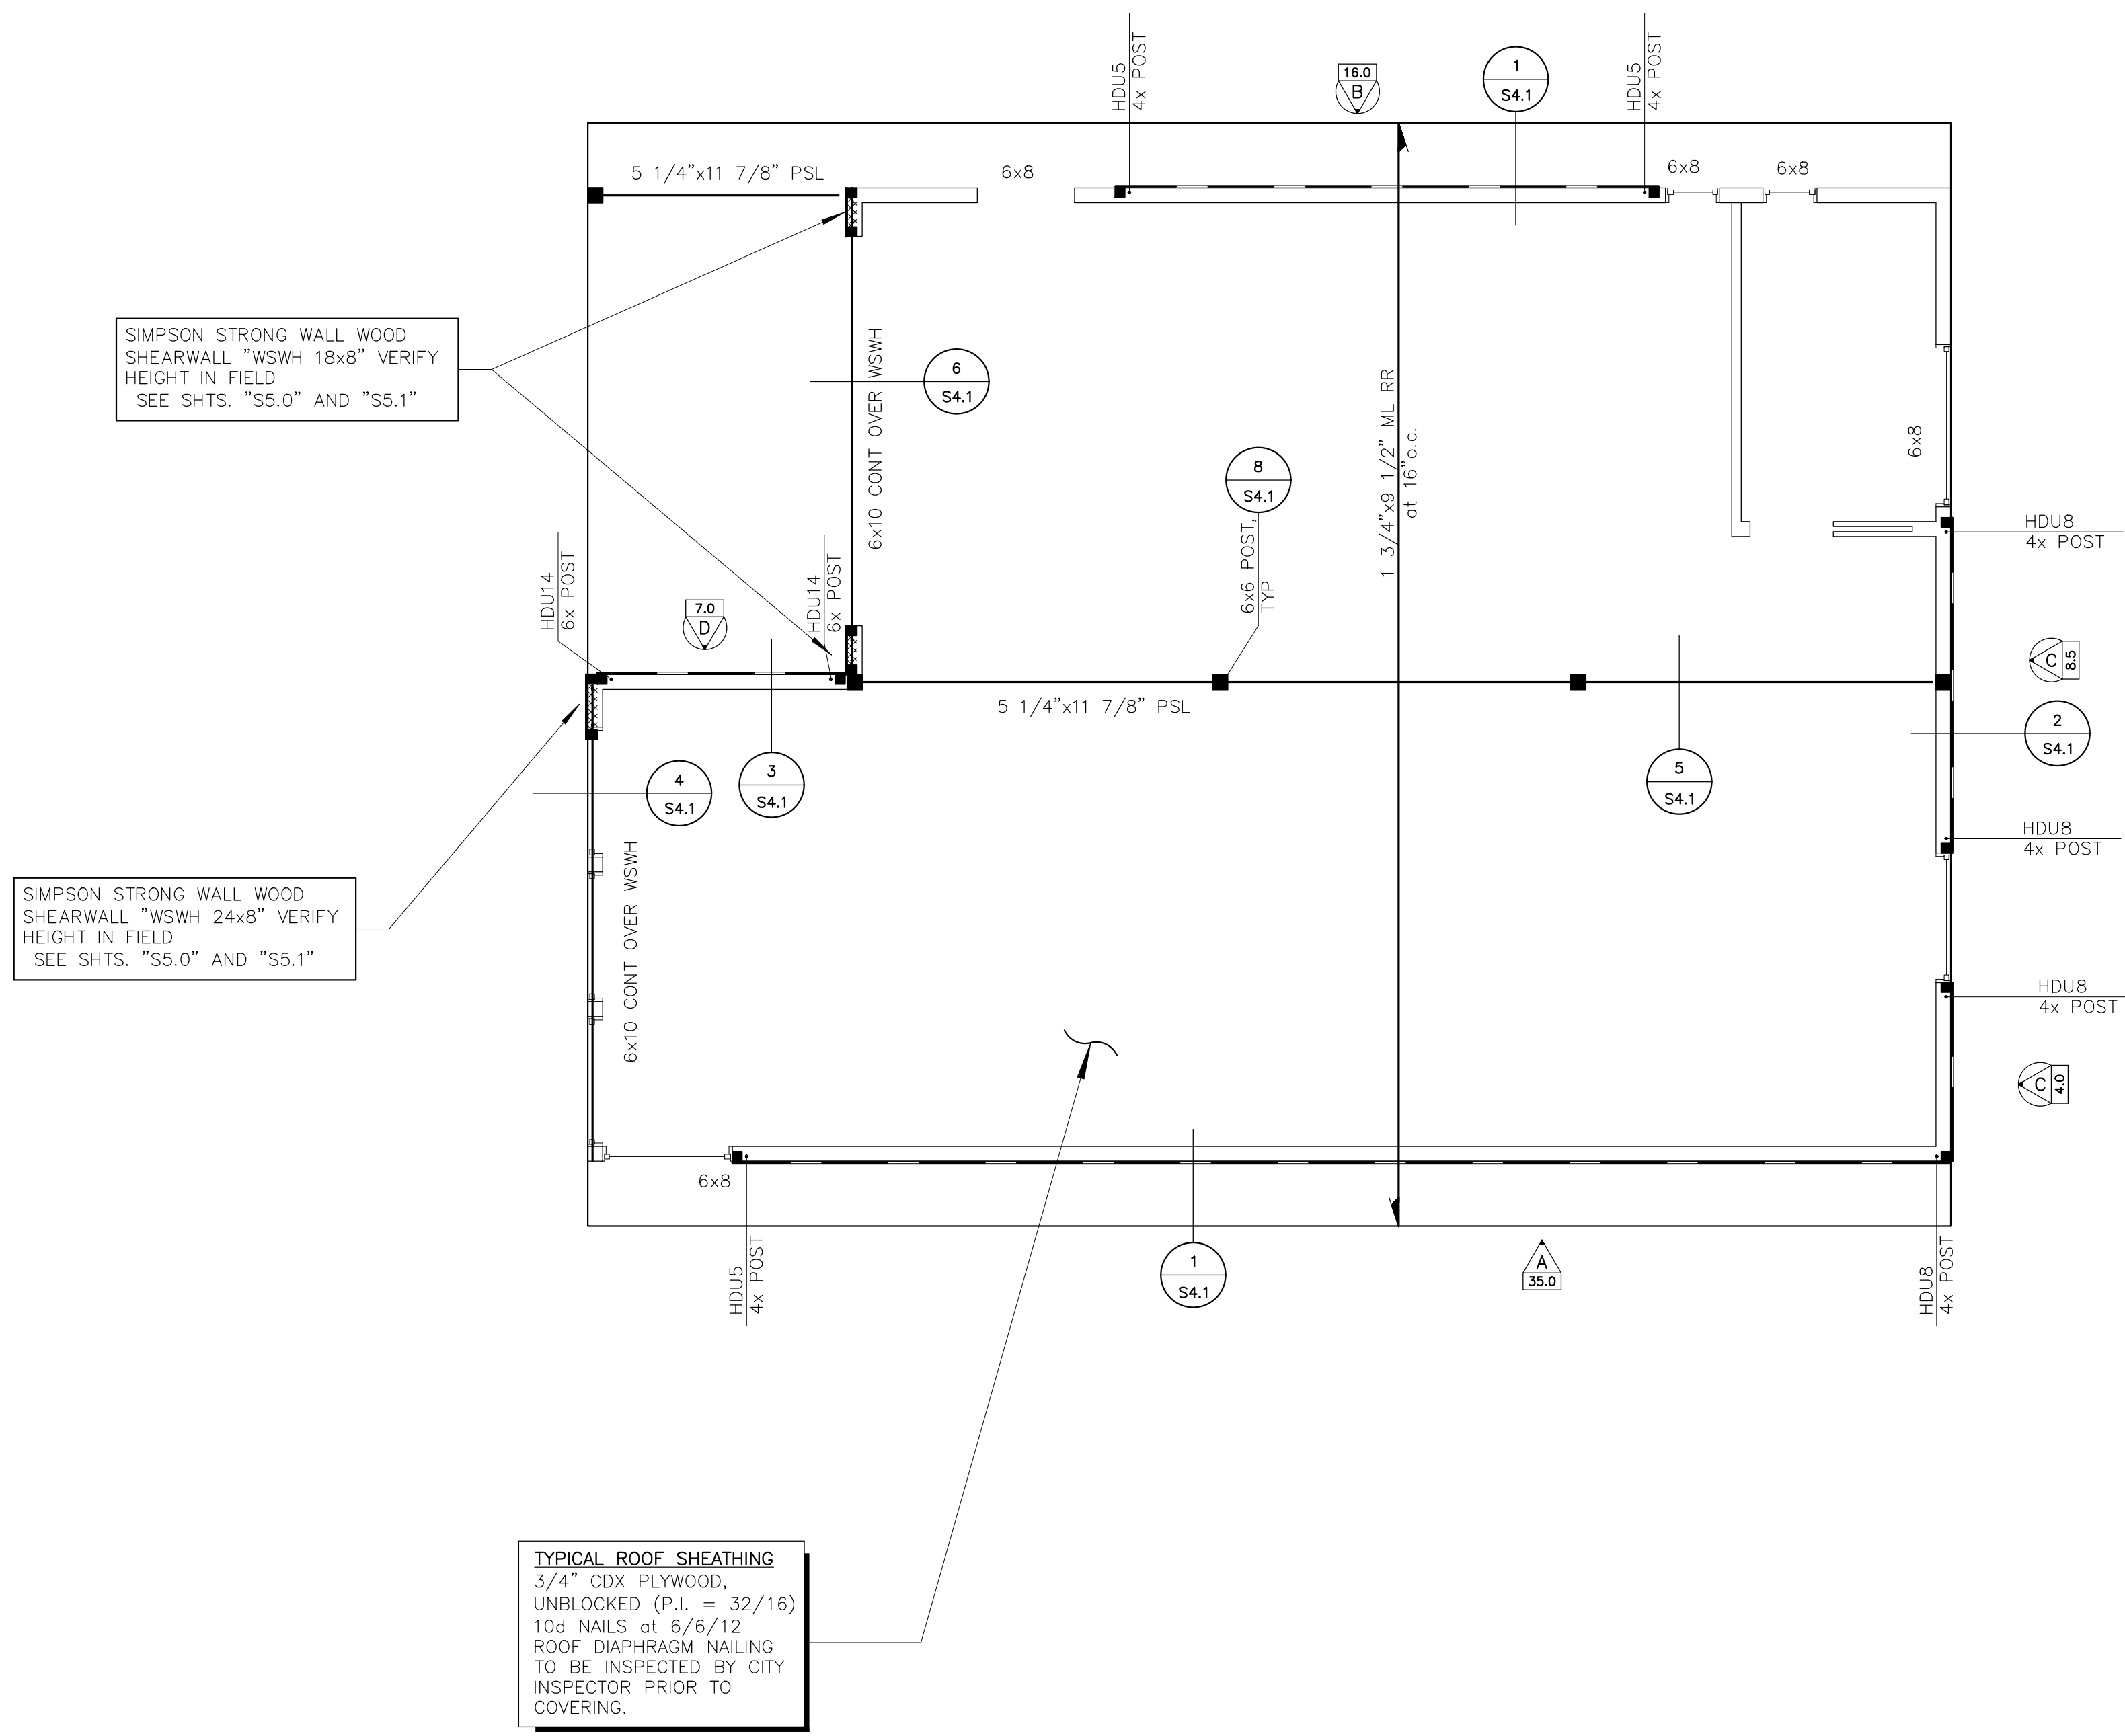 HDU5
4x POST
16.0
B
1
S4.1
HDU5
4x POST
5 1/4"x11 7/8" PSL
6x8
6x8
6x8
SIMPSON STRONG WALL WOOD
SHEARWALL "WSWH 18x8" VERIFY
HEIGHT IN FIELD
SEE SHTS. "S5.0" AND "S5.1"
6x10 CONT OVER WSWH
6
S4.1
1 3/4"x9 1/2" ML RR
at 16"o.c.
8
S4.1
6x6 POST,
TYP
6x8
HDU8
4x POST
HDU14
6x POST
HDU14
6x POST
7.0
D
C
8.5
5 1/4"x11 7/8" PSL
2
S4.1
4
S4.1
3
S4.1
5
S4.1
HDU8
4x POST
SIMPSON STRONG WALL WOOD
SHEARWALL "WSWH 24x8" VERIFY
HEIGHT IN FIELD
SEE SHTS. "S5.0" AND "S5.1"
6x10 CONT OVER WSWH
HDU8
4x POST
C
4.0
6x8
HDU5
4x POST
1
S4.1
A
35.0
HDU8
4x POST
TYPICAL ROOF SHEATHING
3/4" CDX PLYWOOD,
UNBLOCKED (P.I. = 32/16)
10d NAILS at 6/6/12
ROOF DIAPHRAGM NAILING
TO BE INSPECTED BY CITY
INSPECTOR PRIOR TO
COVERING.